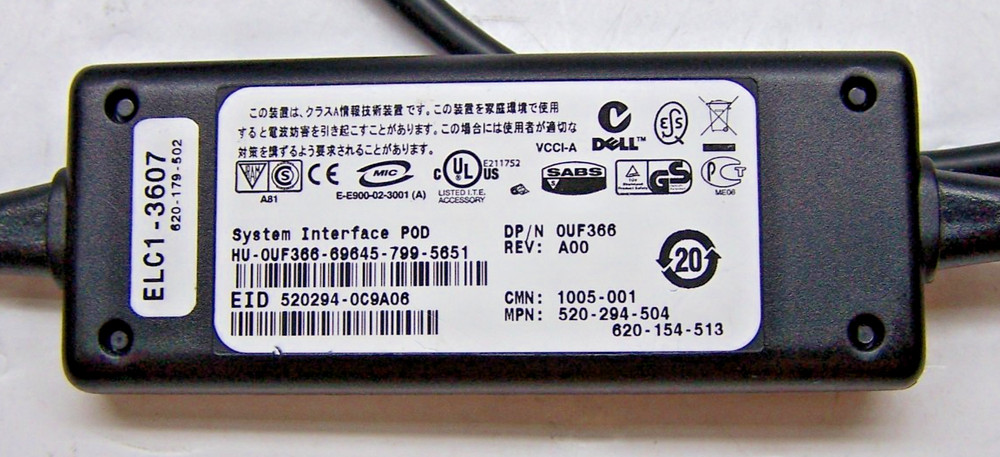 ELC1-3607
620-179-502
この装置は、クラスA情報技術装置です。この装置を家庭環境で使用
すると電波妨害を引き起こすことがあります。この場合には使用者が適切な
対策を講ずるよう要求されることがあります。
VCCI-A
DELL™
S
AB1
CE
MIC
E-E900-02-3001 (A)
c UL US
E211752
LISTED I.T.E.
ACCESSORY
SABS
TÜV
GS
ME06
System Interface POD
HU-0UF366-69645-799-5651
EID 520294-0C9A06
DP/N 0UF366
REV: A00
20
CMN: 1005-001
MPN: 520-294-504
620-154-513